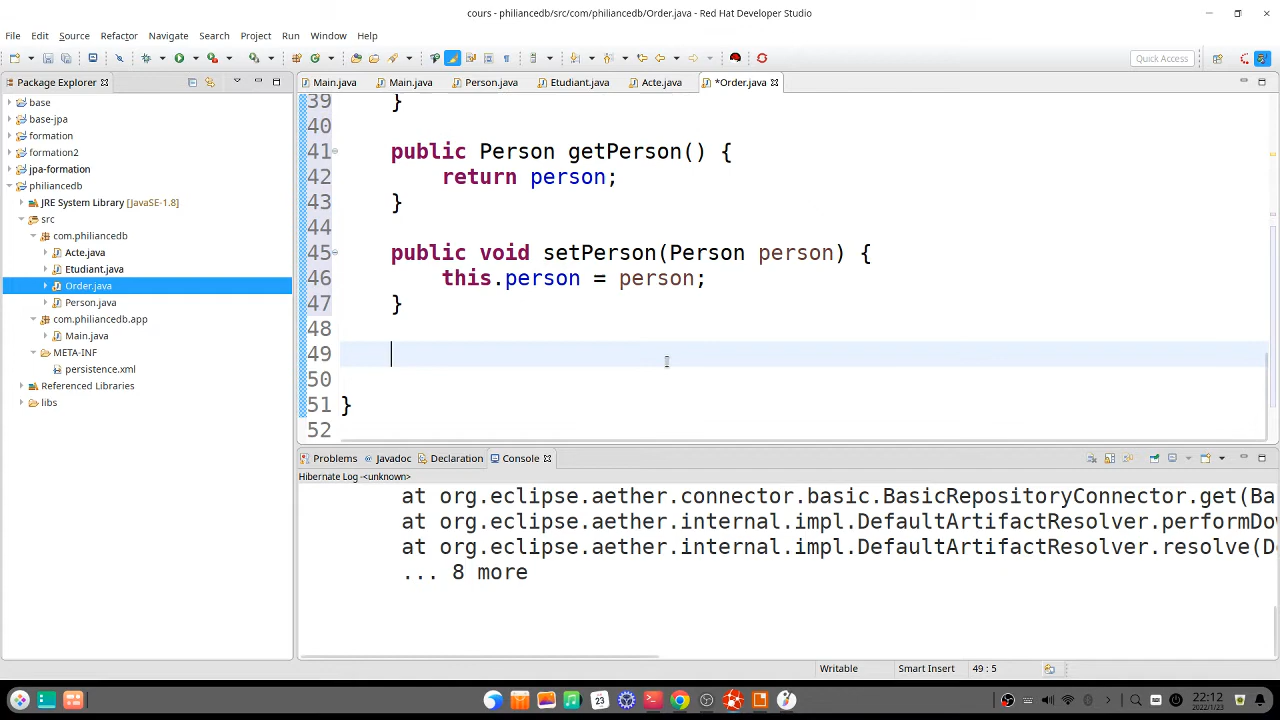 cours - philiancedb/src/com/philiancedb/Order.java - Red Hat Developer Studio
File Edit Source Refactor Navigate Search Project Run Window Help
Quick Access
Package Explorer
Main.java Main.java Person.java Etudiant.java Acte.java *Order.java
base
base-jpa
formation
formation2
jpa-formation
philiancedb
JRE System Library [JavaSE-1.8]
src
com.philiancedb
Acte.java
Etudiant.java
Order.java
Person.java
com.philiancedb.app
Main.java
META-INF
persistence.xml
Referenced Libraries
libs
39 }
40
41 public Person getPerson() {
42 return person;
43 }
44
45 public void setPerson(Person person) {
46 this.person = person;
47 }
48
49
50
51 }
52
Problems Javadoc Declaration Console
Hibernate Log -<unknown>
at org.eclipse.aether.connector.basic.BasicRepositoryConnector.get(Ba
at org.eclipse.aether.internal.impl.DefaultArtifactResolver.performDow
at org.eclipse.aether.internal.impl.DefaultArtifactResolver.resolve(D
... 8 more
Writable Smart Insert 49 : 5
23
22:12
2022/1/23